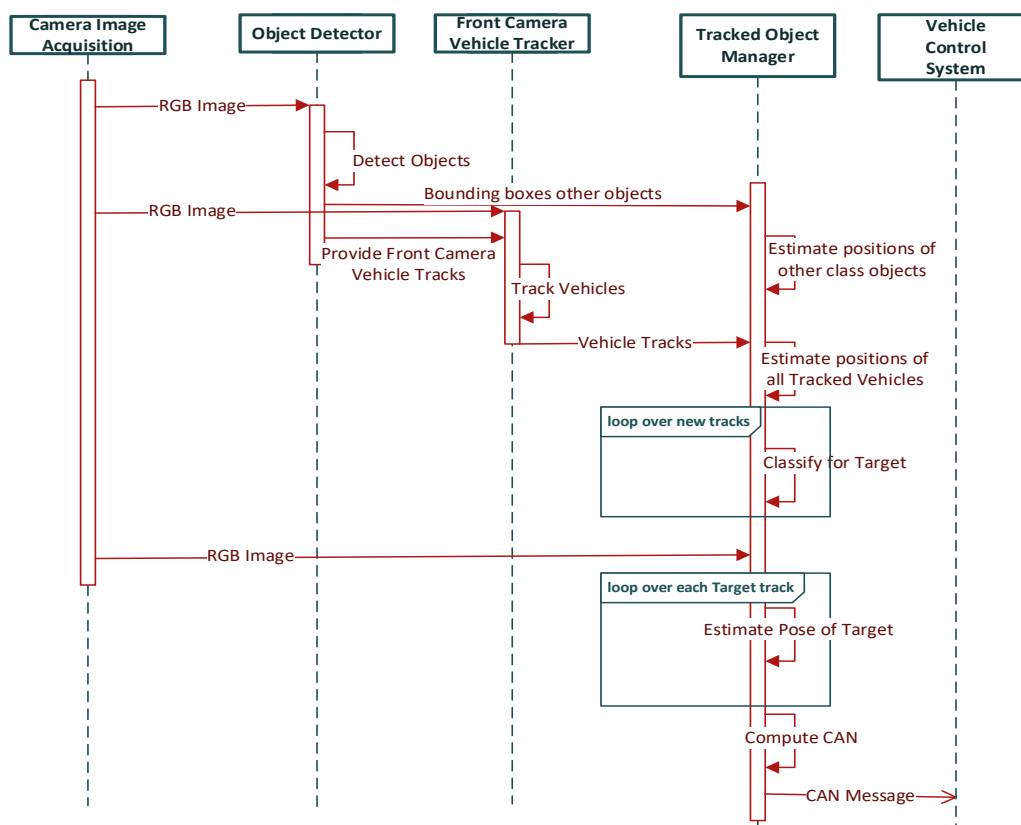 Camera Image
Acquisition
Object Detector
Front Camera
Vehicle Tracker
Tracked Object
Manager
Vehicle
Control
System
RGB Image
Detect Objects
Bounding boxes other objects
RGB Image
Provide Front Camera
Vehicle Tracks
Estimate positions of
other class objects
Track Vehicles
Vehicle Tracks
Estimate positions of
all Tracked Vehicles
loop over new tracks
Classify for Target
RGB Image
loop over each Target track
Estimate Pose of Target
Compute CAN
CAN Message